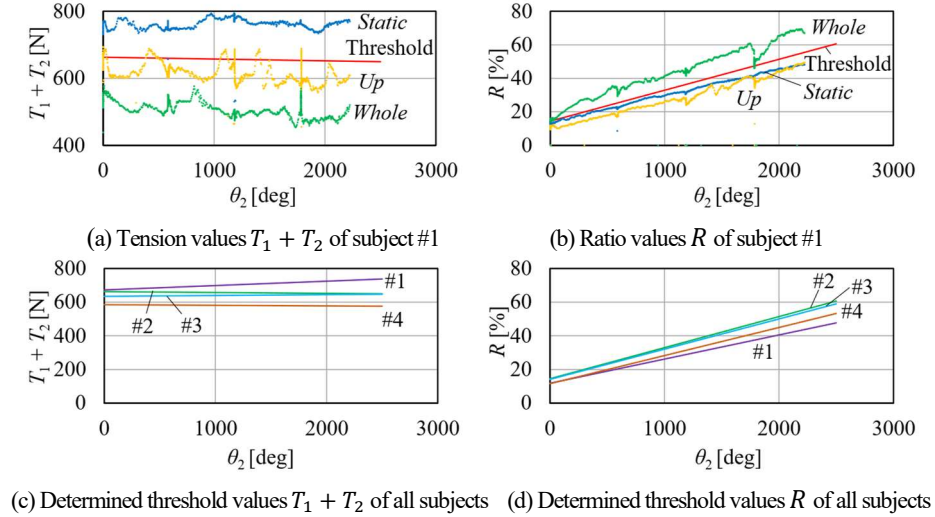 800
600
400
T₁ + T₂ [N]
Static
Threshold
Up
Whole
0 1000 2000 3000
θ₂ [deg]
(a) Tension values T₁ + T₂ of subject #1
80
60
40
20
0
R [%]
Whole
Threshold
Static
Up
0 1000 2000 3000
θ₂ [deg]
(b) Ratio values R of subject #1
800
600
400
200
0
T₁ + T₂ [N]
#1
#2 #3
#4
0 1000 2000 3000
θ₂ [deg]
(c) Determined threshold values T₁ + T₂ of all subjects
80
60
40
20
0
R [%]
#2 #3
#4
#1
0 1000 2000 3000
θ₂ [deg]
(d) Determined threshold values R of all subjects